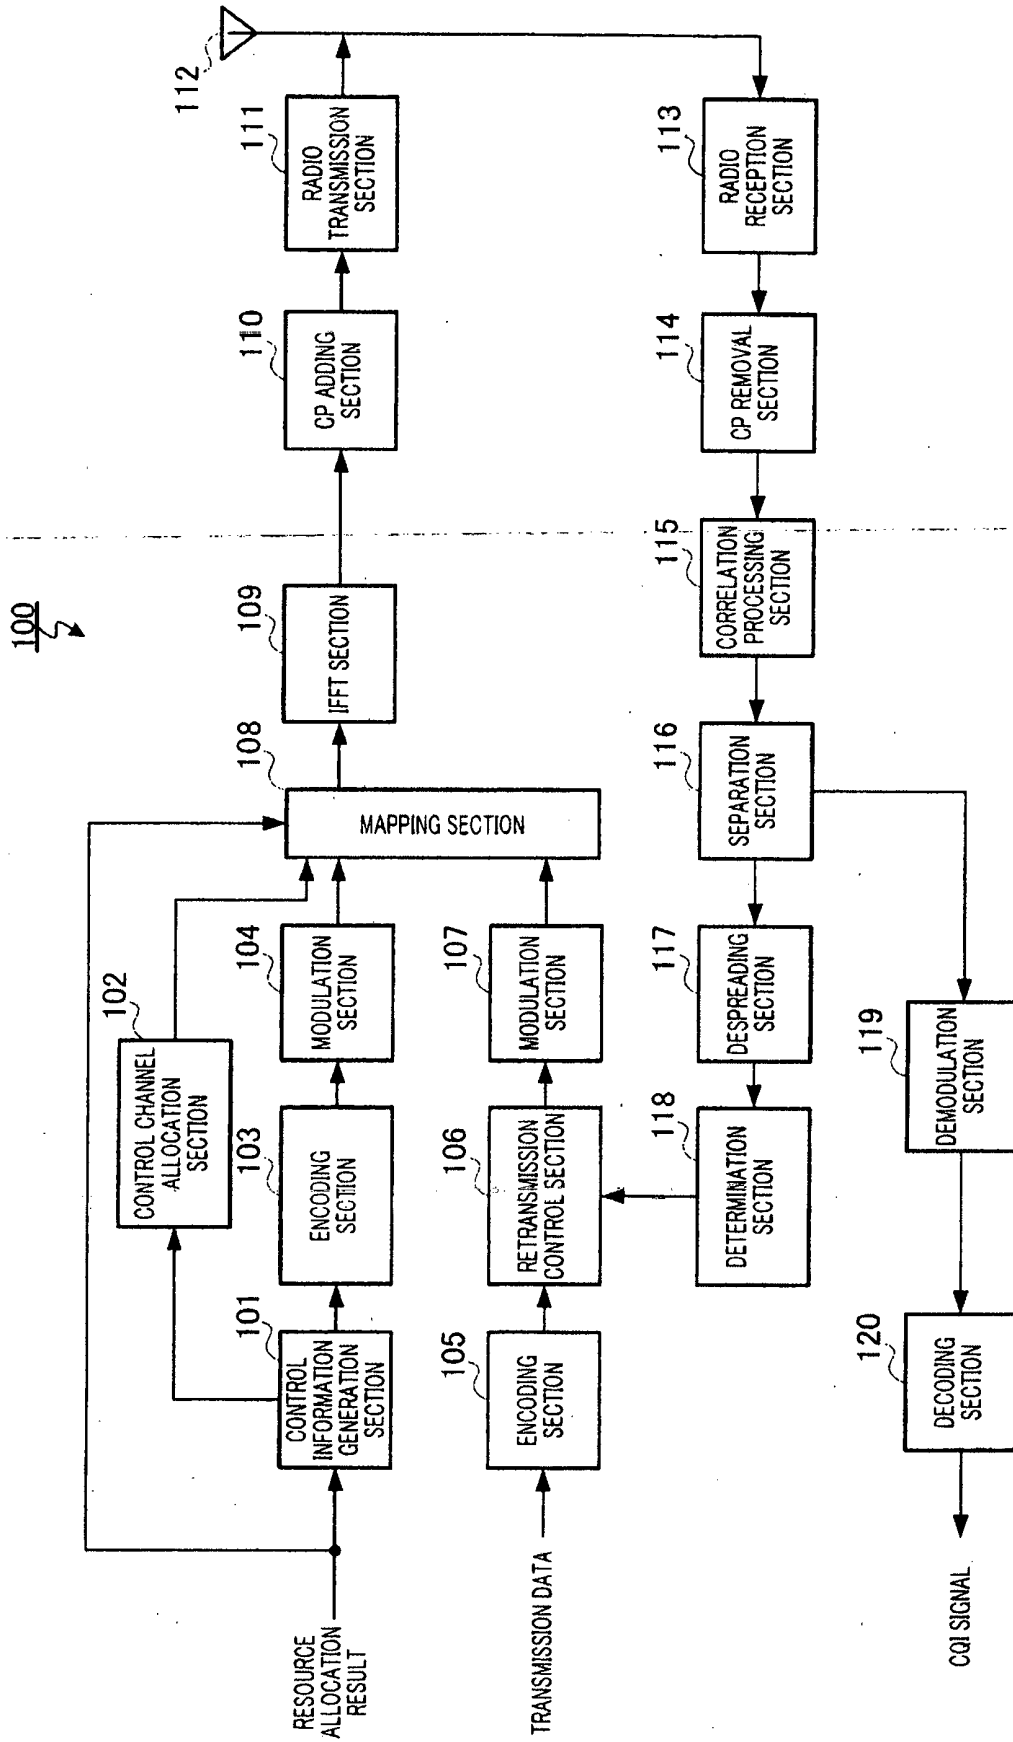 100
RESOURCE
ALLOCATION
RESULT
TRANSMISSION DATA
CQI SIGNAL
101
CONTROL
INFORMATION
GENERATION
SECTION
102
CONTROL CHANNEL
ALLOCATION
SECTION
103
ENCODING
SECTION
104
MODULATION
SECTION
105
ENCODING
SECTION
106
RETRANSMISSION
CONTROL SECTION
107
MODULATION
SECTION
108
MAPPING SECTION
109
IFFT SECTION
110
CP ADDING
SECTION
111
RADIO
TRANSMISSION
SECTION
112
113
RADIO
RECEPTION
SECTION
114
CP REMOVAL
SECTION
115
CORRELATION
PROCESSING
SECTION
116
SEPARATION
SECTION
117
DESPREADING
SECTION
118
DETERMINATION
SECTION
119
DEMODULATION
SECTION
120
DECODING
SECTION